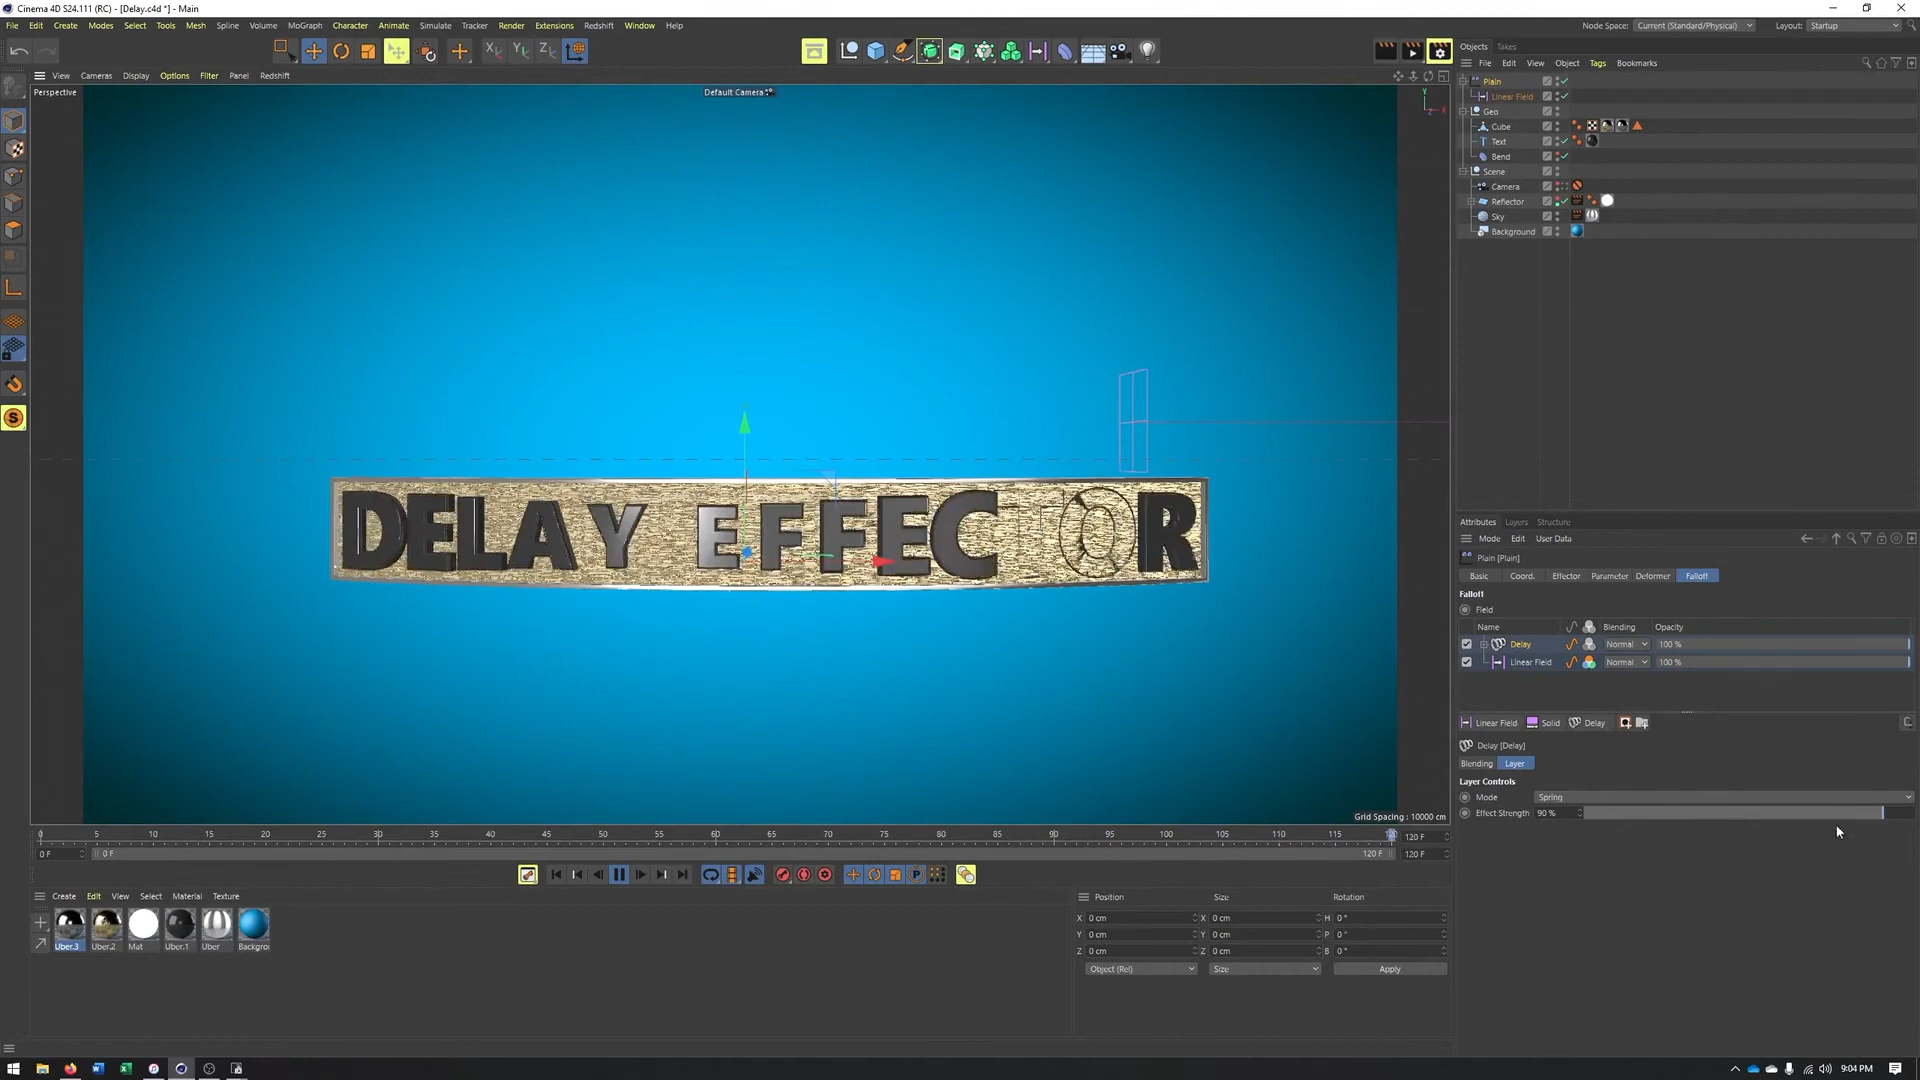 Cinema 4D S24.111 (RC) - [Delay.c4d *] - Main
File Edit Create Modes Select Tools Mesh Spline Volume MoGraph Character Animate Simulate Tracker Render Extensions Redshift Window Help
Node Space: Current (Standard/Physical) Layout: Startup
View Cameras Display Options Filter Panel Redshift
Perspective
Default Camera
DELAY EFFECTOR
Grid Spacing : 10000 cm
0 5 10 15 20 25 30 35 40 45 50 55 60 65 70 75 80 85 90 95 100 105 110 115 120 120 F
0 F 0 F 120 F 120 F
Create Edit View Select Material Texture
Uber.3 Uber.2 Mat Uber.1 Uber Backgro
Position Size Rotation
X 0 cm X 0 cm H 0 °
Y 0 cm Y 0 cm P 0 °
Z 0 cm Z 0 cm B 0 °
Object (Rel) Size Apply
Objects Takes
File Edit View Object Tags Bookmarks
Plain
Linear Field
Geo
Cube
Text
Bend
Scene
Camera
Reflector
Sky
Background
Attributes Layers Structure
Mode Edit User Data
Plain [Plain]
Basic Coord. Effector Parameter Deformer Falloff
Falloff
Field
Name Blending Opacity
Delay Normal 100 %
Linear Field Normal 100 %
Linear Field Solid Delay
Delay [Delay]
Blending Layer
Layer Controls
Mode Spring
Effect Strength 90 %
9:04 PM